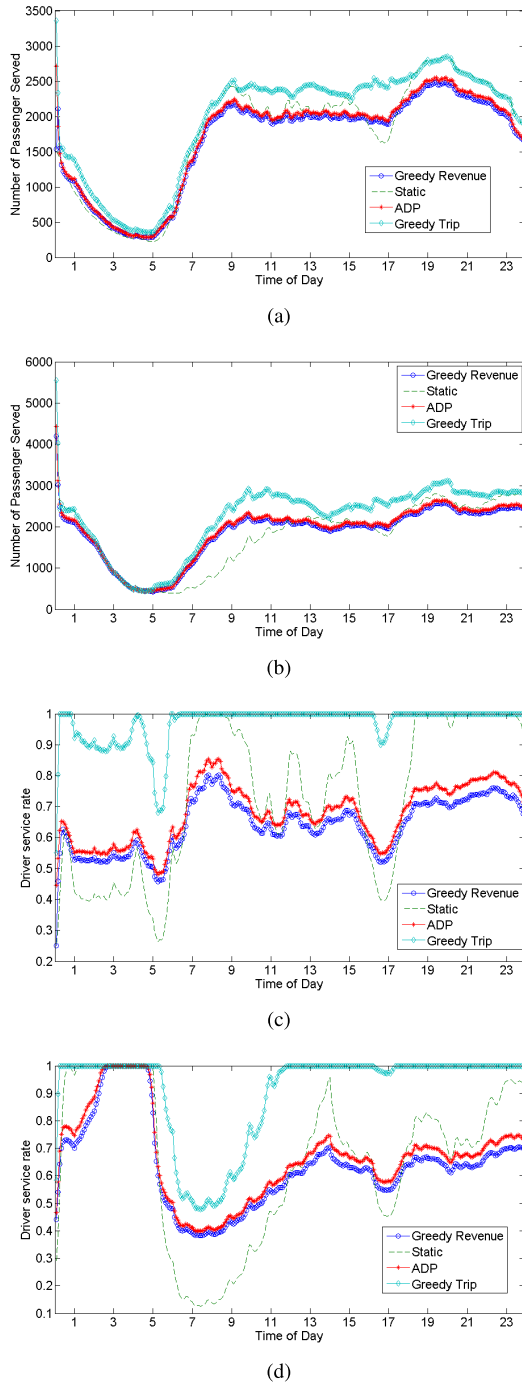 3500
3000
2500
2000
1500
1000
500
0
Number of Passenger Served
Greedy Revenue
Static
ADP
Greedy Trip
1 3 5 7 9 11 13 15 17 19 21 23
Time of Day
(a)
6000
5000
4000
3000
2000
1000
0
Number of Passenger Served
Greedy Revenue
Static
ADP
Greedy Trip
1 3 5 7 9 11 13 15 17 19 21 23
Time of Day
(b)
1
0.9
0.8
0.7
0.6
0.5
0.4
0.3
0.2
Driver service rate
Greedy Revenue
Static
ADP
Greedy Trip
1 3 5 7 9 11 13 15 17 19 21 23
Time of Day
(c)
1
0.9
0.8
0.7
0.6
0.5
0.4
0.3
0.2
0.1
Driver service rate
Greedy Revenue
Static
ADP
Greedy Trip
1 3 5 7 9 11 13 15 17 19 21 23
Time of Day
(d)